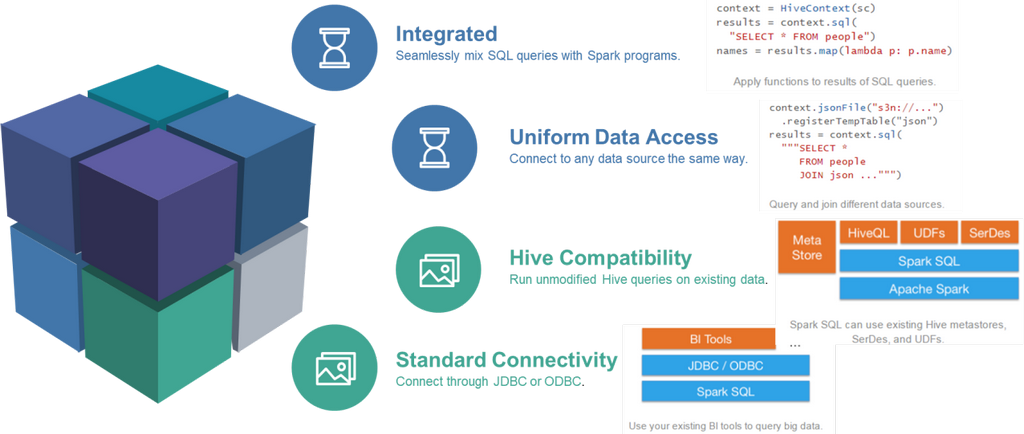 Integrated
Seamlessly mix SQL queries with Spark programs.
context = HiveContext(sc)
results = context.sql(
"SELECT * FROM people")
names = results.map(lambda p: p.name)
Apply functions to results of SQL queries.
Uniform Data Access
Connect to any data source the same way.
context.jsonFile("s3n://...")
.registerTempTable("json")
results = context.sql(
"""SELECT *
FROM people
JOIN json ...""")
Query and join different data sources.
Hive Compatibility
Run unmodified Hive queries on existing data.
Meta
Store
HiveQL
UDFs
SerDes
Spark SQL
Apache Spark
Spark SQL can use existing Hive metastores,
SerDes, and UDFs.
Standard Connectivity
Connect through JDBC or ODBC.
BI Tools
...
JDBC / ODBC
Spark SQL
Use your existing BI tools to query big data.